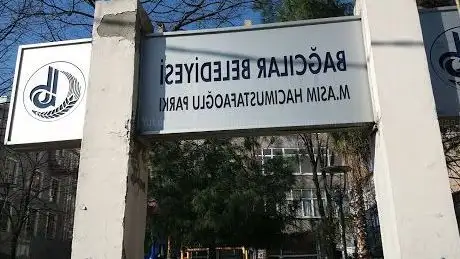 BAĞCILAR BELEDİYESİ
M.ASIM HACIMUSTAFAOĞLU PARKI